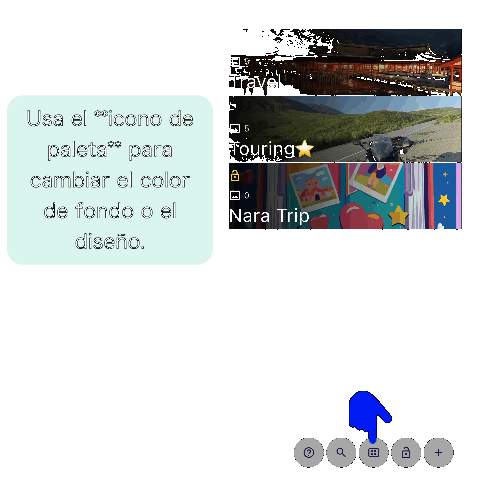 Usa el **icono de
paleta** para
cambiar el color
de fondo o el
diseño.
Travel
5
Touring⭐
0
Nara Trip ⭐